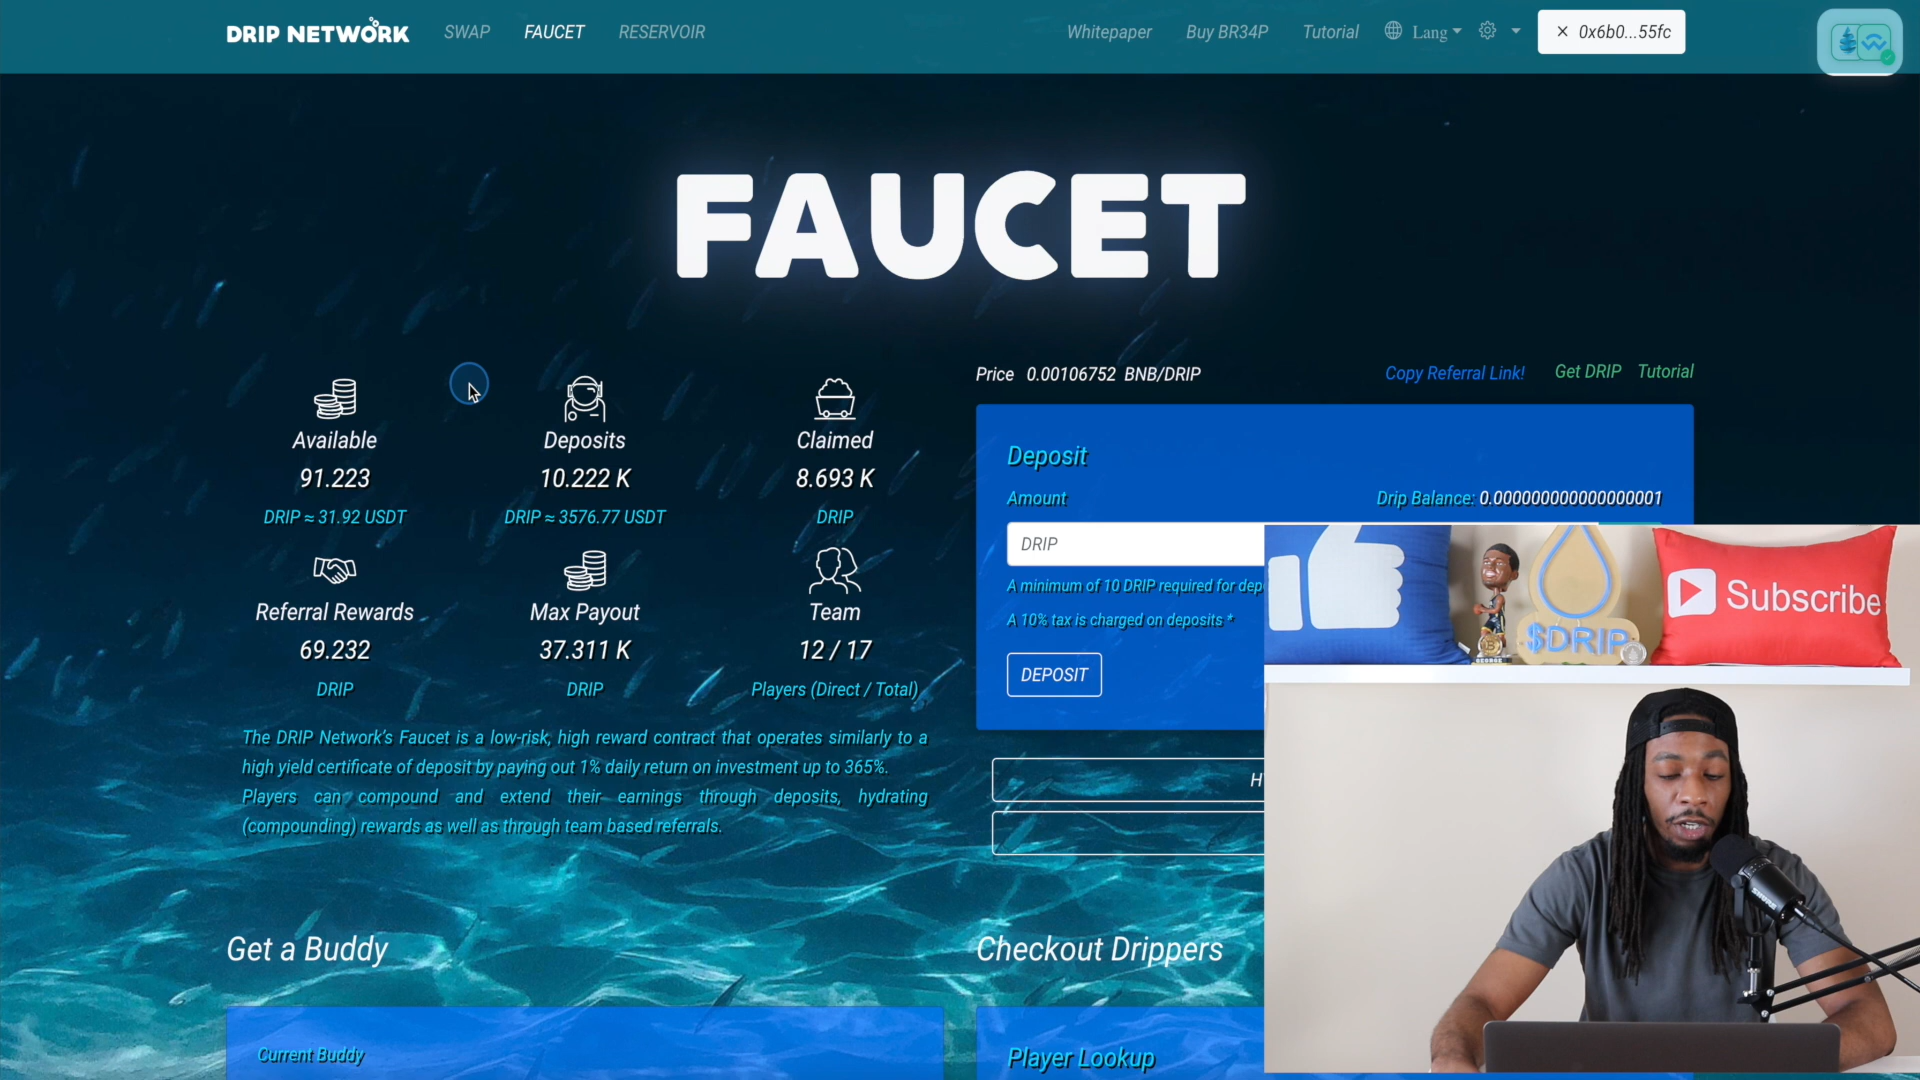 DRIP NETWORK SWAP FAUCET RESERVOIR Whitepaper Buy BR34P Tutorial Lang × 0x6b0...55fc
FAUCET
Price 0.00106752 BNB/DRIP Copy Referral Link! Get DRIP Tutorial
Available Deposits Claimed
91.223 10.222 K 8.693 K
DRIP ≈ 31.92 USDT DRIP ≈ 3576.77 USDT DRIP
Referral Rewards Max Payout Team
69.232 37.311 K 12 / 17
DRIP DRIP Players (Direct / Total)
The DRIP Network's Faucet is a low-risk, high reward contract that operates similarly to a
high yield certificate of deposit by paying out 1% daily return on investment up to 365%.
Players can compound and extend their earnings through deposits, hydrating
(compounding) rewards as well as through team based referrals.
Deposit
Amount Drip Balance: 0.000000000000000001
DRIP
A minimum of 10 DRIP required for dep
A 10% tax is charged on deposits *
DEPOSIT
H
Subscribe
$DRIP
GEORGE
Get a Buddy Checkout Drippers
Current Buddy Player Lookup